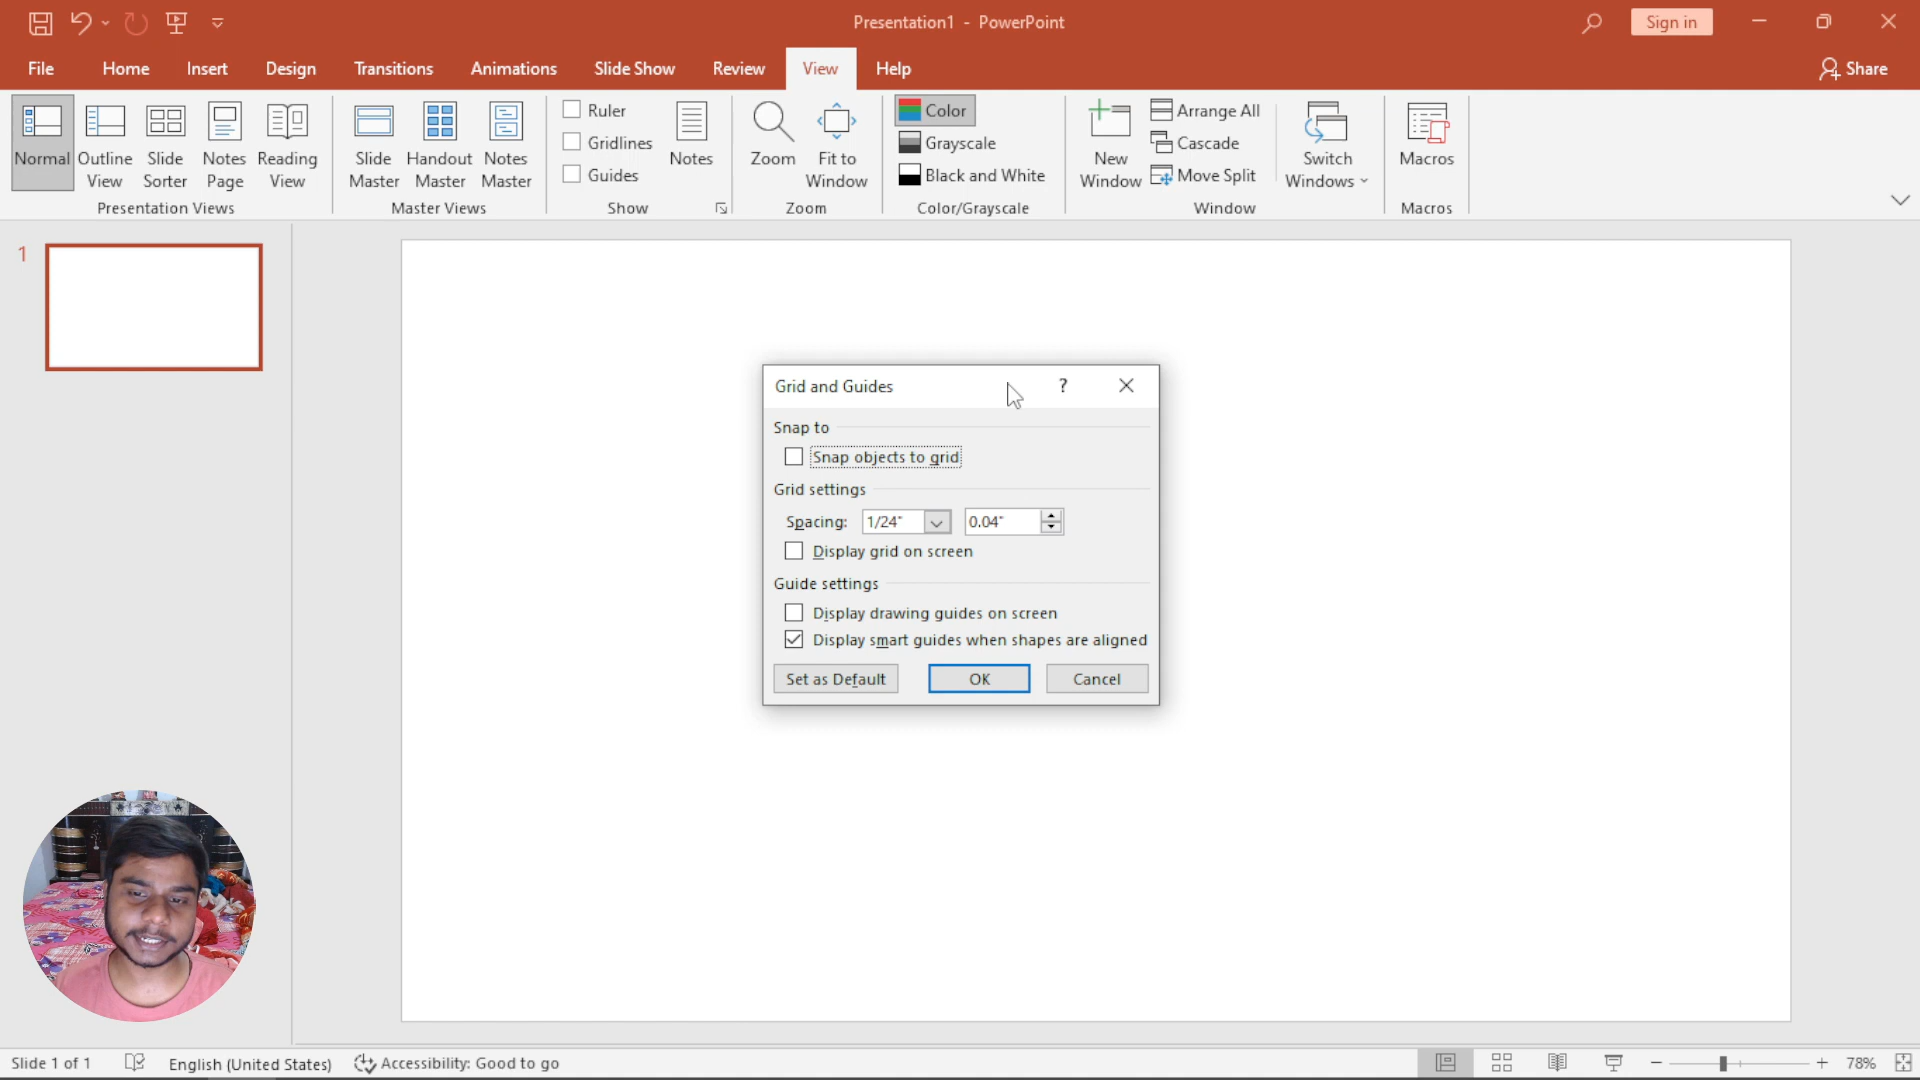 Presentation1 - PowerPoint
Sign in
File Home Insert Design Transitions Animations Slide Show Review View Help Share
Normal
Outline View
Slide Sorter
Notes Page
Reading View
Presentation Views
Slide Master
Handout Master
Notes Master
Master Views
Ruler
Gridlines
Guides
Notes
Show
Zoom
Fit to Window
Zoom
Color
Grayscale
Black and White
Color/Grayscale
New Window
Arrange All
Cascade
Move Split
Switch Windows
Window
Macros
Macros
1
Grid and Guides ?
Snap to
Snap objects to grid
Grid settings
Spacing: 1/24" 0.04"
Display grid on screen
Guide settings
Display drawing guides on screen
Display smart guides when shapes are aligned
Set as Default OK Cancel
Slide 1 of 1 English (United States) Accessibility: Good to go 78%